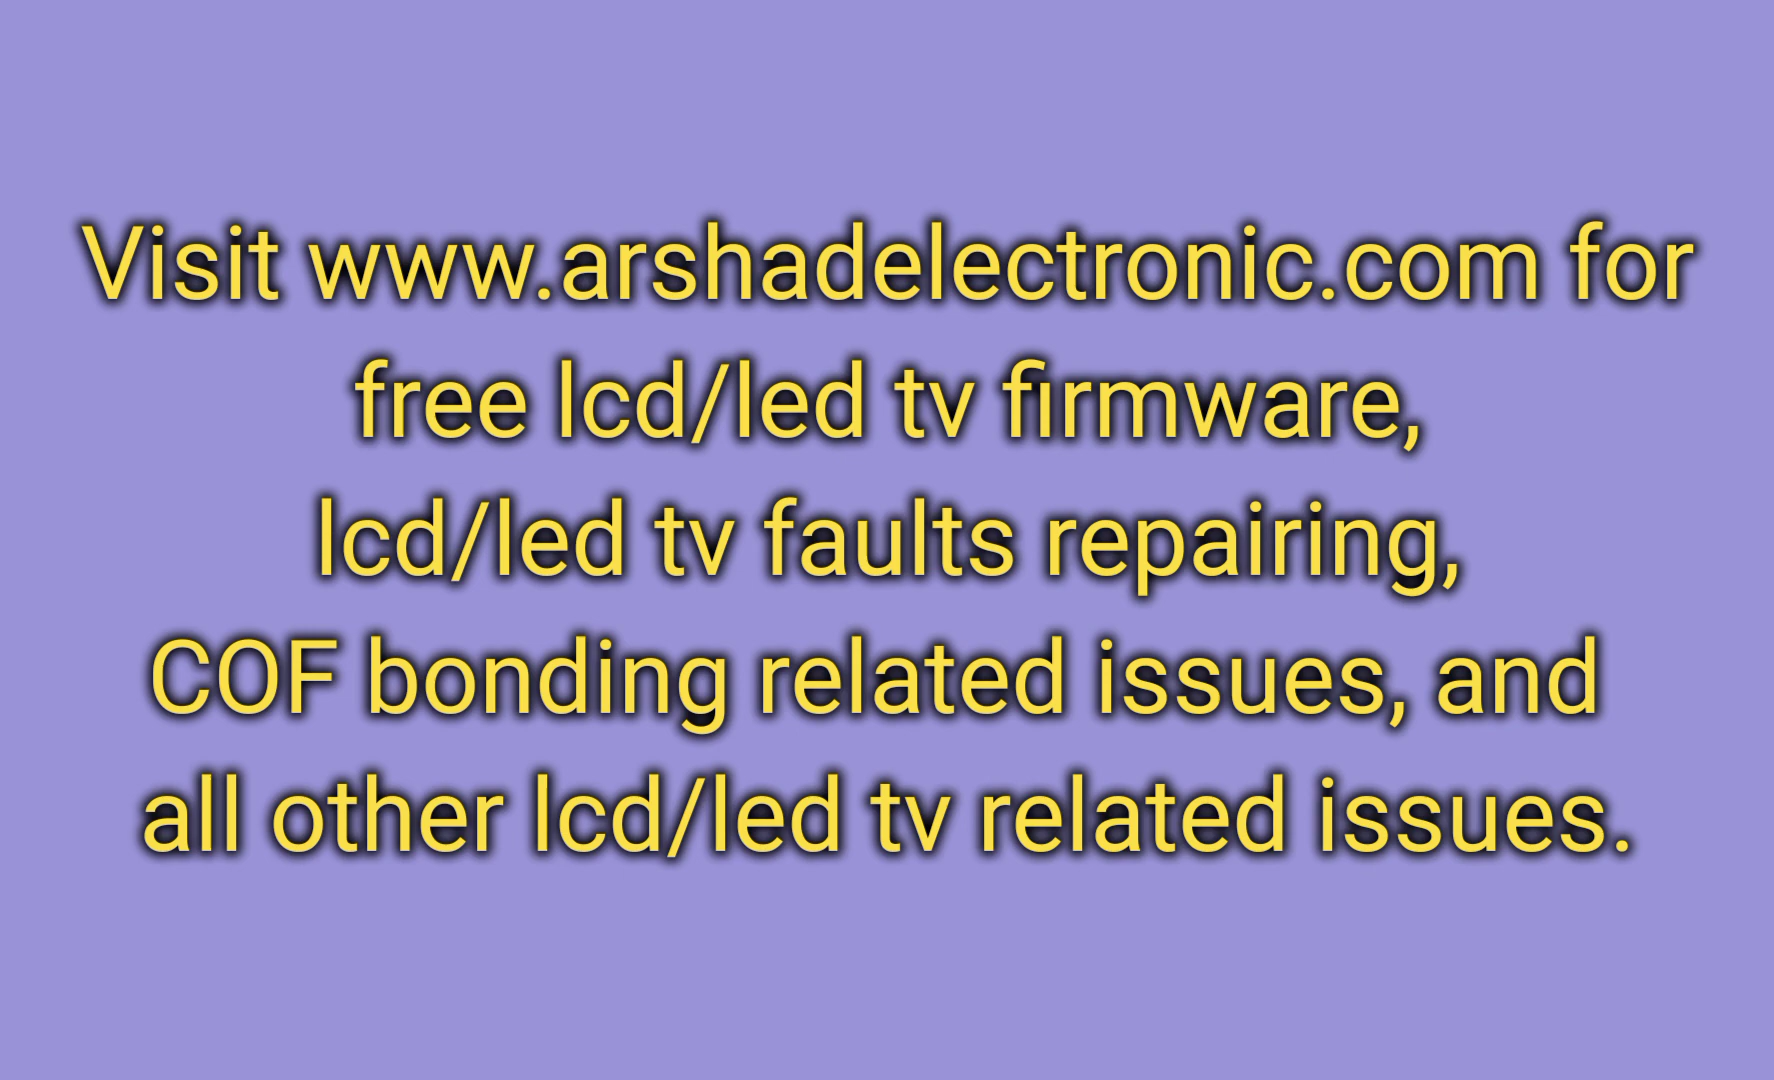 Visit www.arshadelectronic.com for
free lcd/led tv firmware,
lcd/led tv faults repairing,
COF bonding related issues, and
all other lcd/led tv related issues.